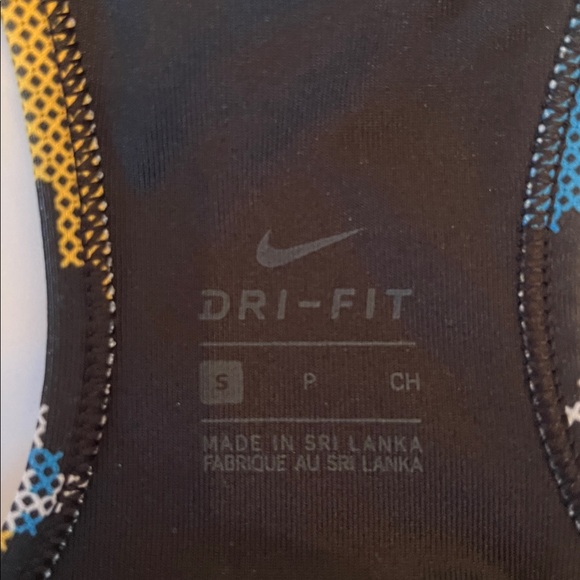 DRI-FIT
S P CH
MADE IN SRI LANKA
FABRIQUE AU SRI LANKA